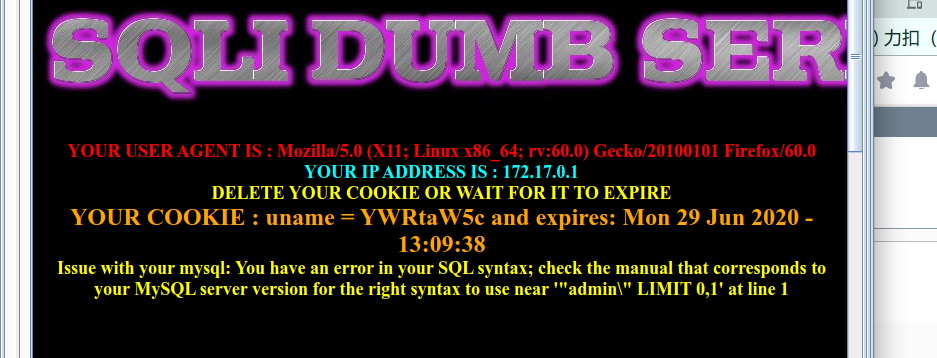 SQLI DUMB SER
) 力扣 (
YOUR USER AGENT IS : Mozilla/5.0 (X11; Linux x86_64; rv:60.0) Gecko/20100101 Firefox/60.0
YOUR IP ADDRESS IS : 172.17.0.1
DELETE YOUR COOKIE OR WAIT FOR IT TO EXPIRE
YOUR COOKIE : uname = YWRtaW5c and expires: Mon 29 Jun 2020 -
13:09:38
Issue with your mysql: You have an error in your SQL syntax; check the manual that corresponds to
your MySQL server version for the right syntax to use near '"admin\" LIMIT 0,1' at line 1